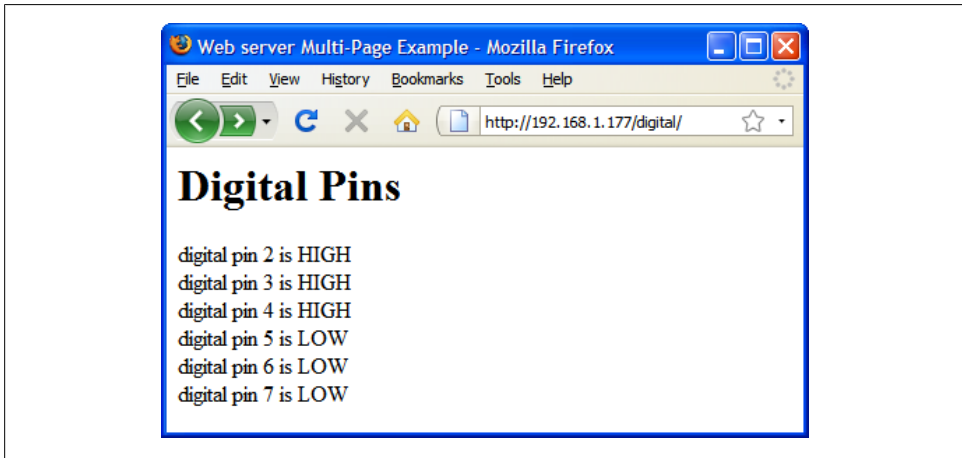 Web server Multi-Page Example - Mozilla Firefox
File Edit View History Bookmarks Tools Help
http://192.168.1.177/digital/
Digital Pins
digital pin 2 is HIGH
digital pin 3 is HIGH
digital pin 4 is HIGH
digital pin 5 is LOW
digital pin 6 is LOW
digital pin 7 is LOW